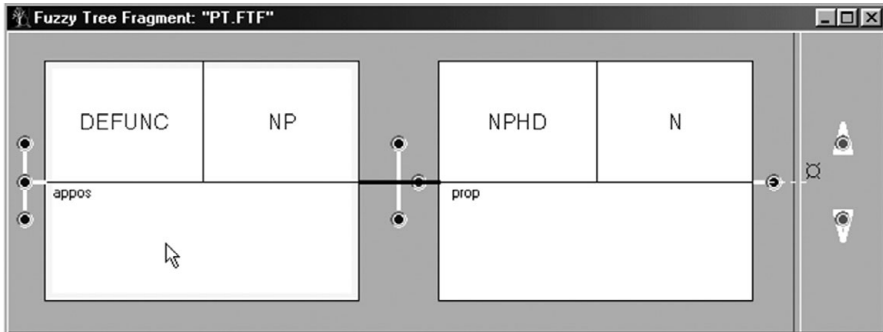 Fuzzy Tree Fragment: "PT.FTF"
DEFUNC NP NPHD N
appos prop